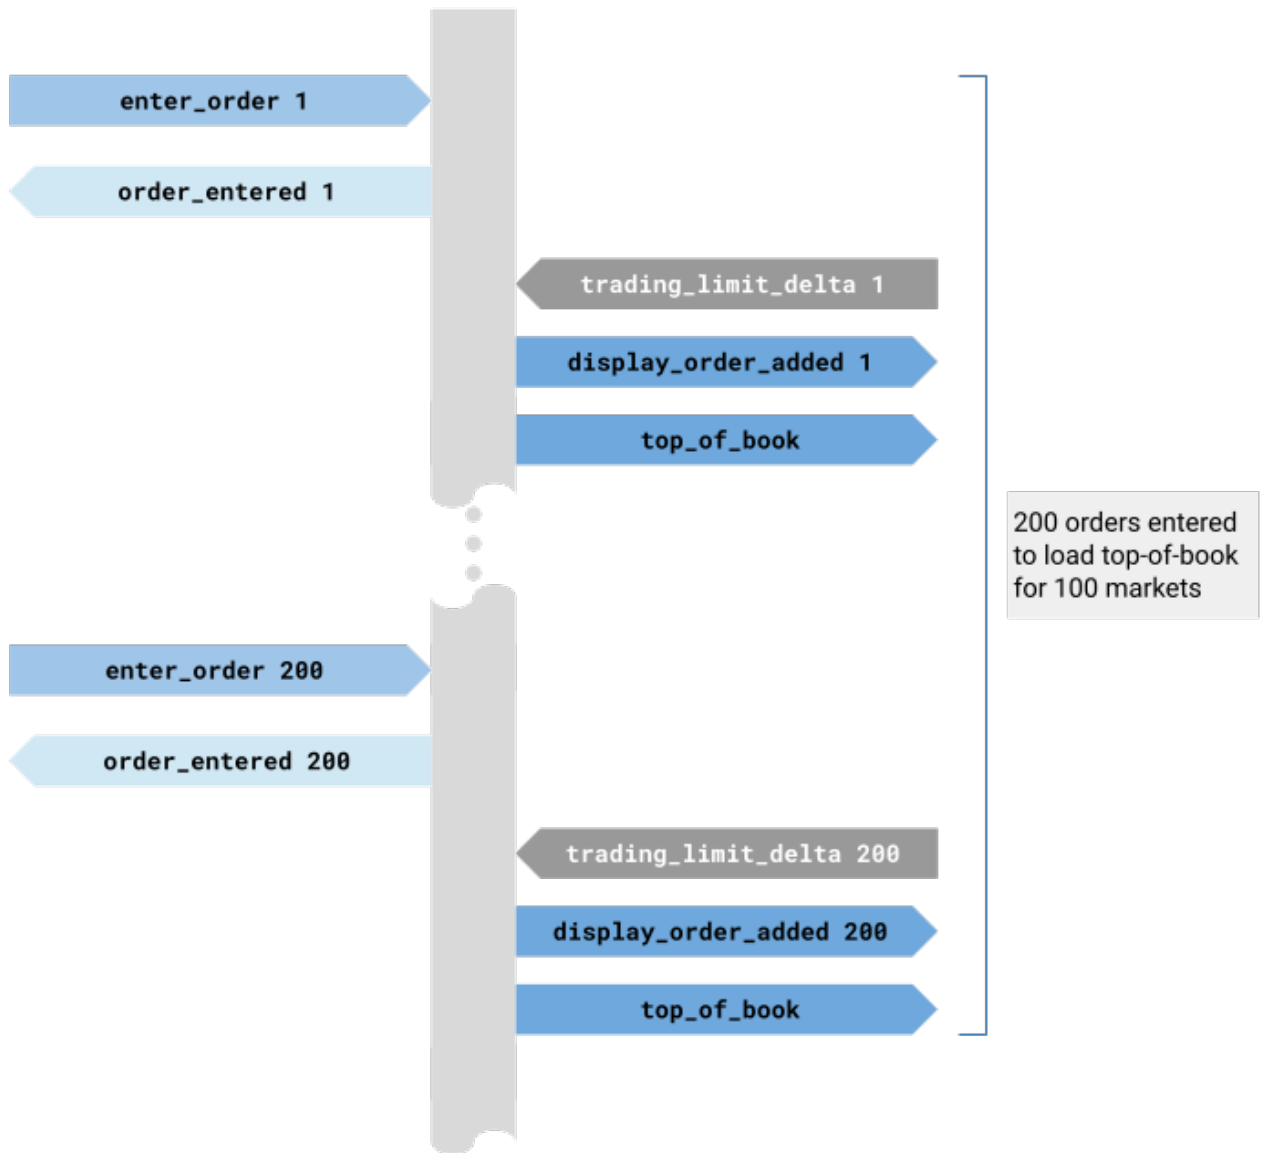 enter_order 1
order_entered 1
trading_limit_delta 1
display_order_added 1
top_of_book
200 orders entered
to load top-of-book
for 100 markets
enter_order 200
order_entered 200
trading_limit_delta 200
display_order_added 200
top_of_book